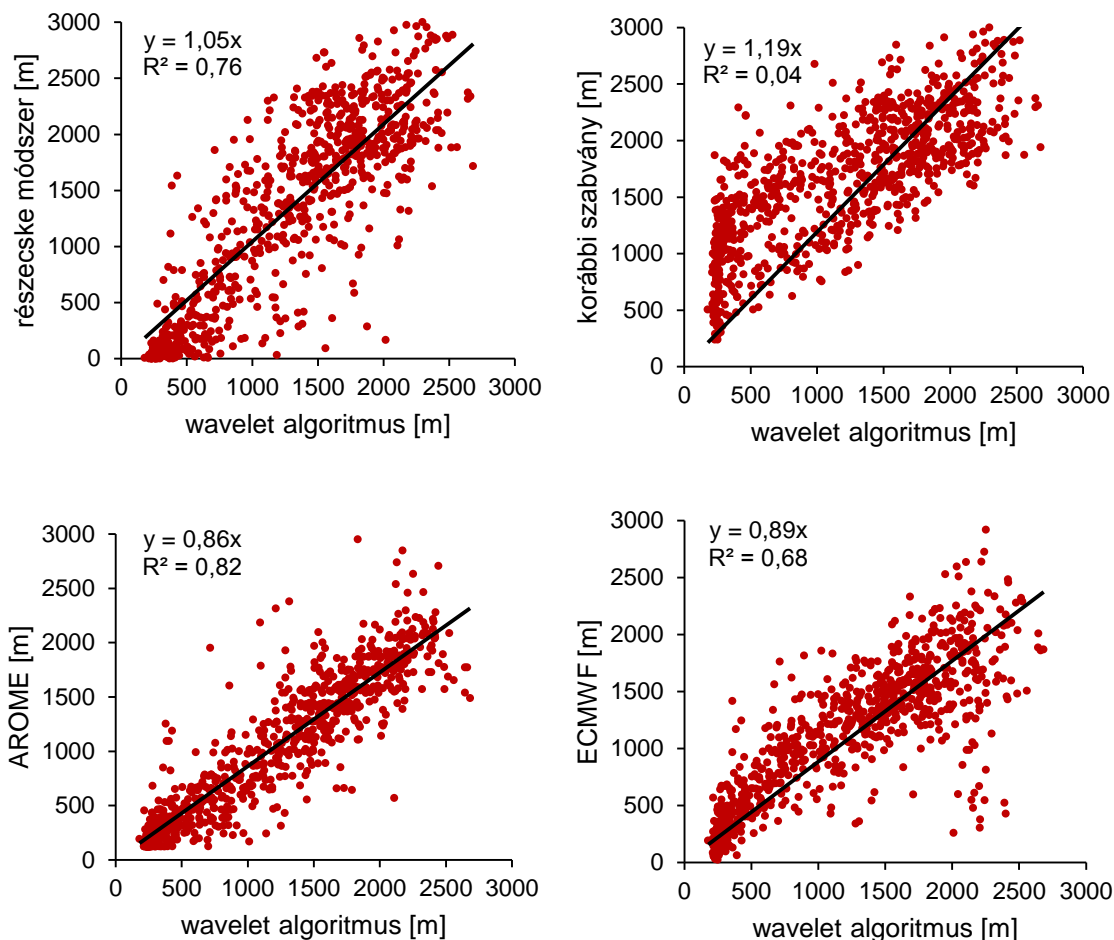 y = 1,05x
R² = 0,76
részecske módszer [m]
3000
2500
2000
1500
1000
500
0
0 500 1000 1500 2000 2500 3000
wavelet algoritmus [m]
y = 1,19x
R² = 0,04
korábbi szabvány [m]
3000
2500
2000
1500
1000
500
0
0 500 1000 1500 2000 2500 3000
wavelet algoritmus [m]
y = 0,86x
R² = 0,82
AROME [m]
3000
2500
2000
1500
1000
500
0
0 500 1000 1500 2000 2500 3000
wavelet algoritmus [m]
y = 0,89x
R² = 0,68
ECMWF [m]
3000
2500
2000
1500
1000
500
0
0 500 1000 1500 2000 2500 3000
wavelet algoritmus [m]